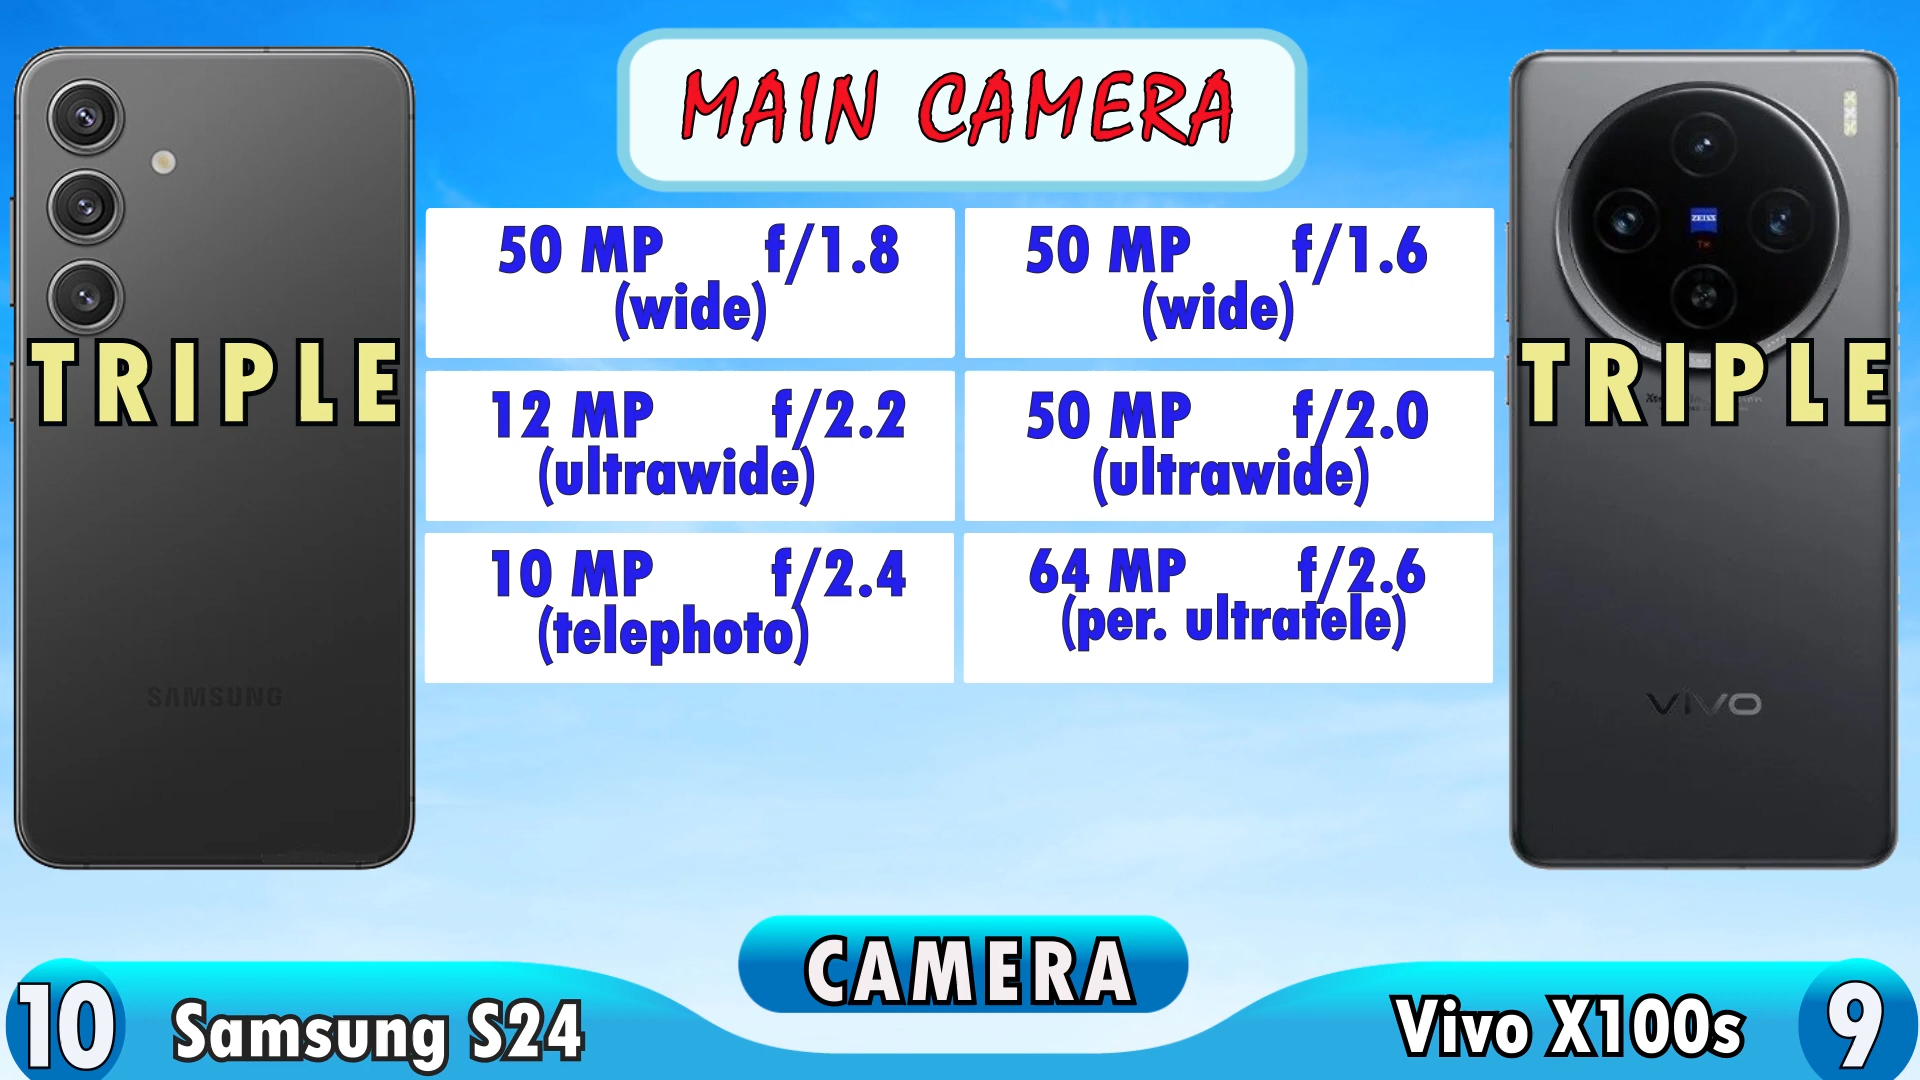 MAIN CAMERA
50 MP f/1.8
(wide)
50 MP f/1.6
(wide)
12 MP f/2.2
(ultrawide)
50 MP f/2.0
(ultrawide)
10 MP f/2.4
(telephoto)
64 MP f/2.6
(per. ultratele)
TRIPLE
TRIPLE
ZEISS
T*
SAMSUNG
vivo
CAMERA
10 Samsung S24
Vivo X100s 9